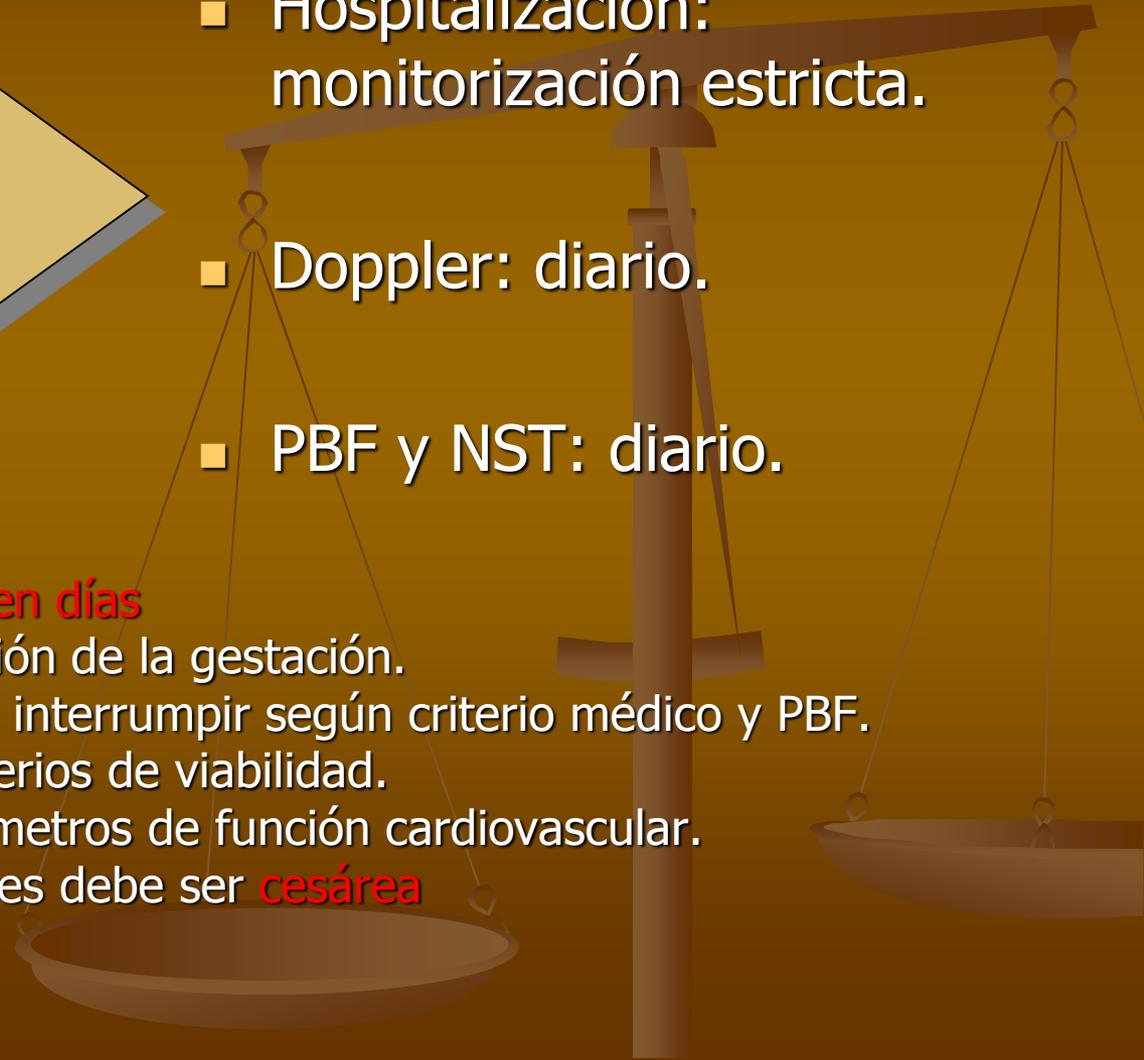 Hospitalización:
monitorización estricta.
Doppler: diario.
PBF y NST: diario.
en días
ión de la gestación.
interrumpir según criterio médico y PBF.
erios de viabilidad.
metros de función cardiovascular.
es debe ser cesárea